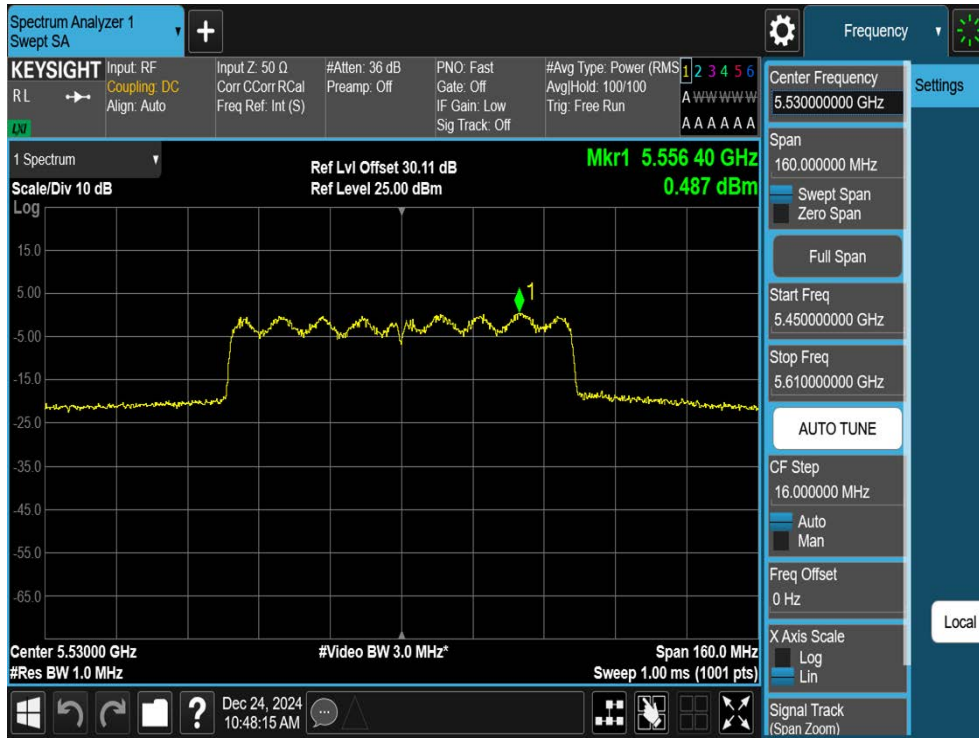 Spectrum Analyzer 1
Swept SA
+
Frequency
KEYSIGHT
R L
LXI
Input: RF
Coupling: DC
Align: Auto
Input Z: 50 Ω
Corr CCorr RCal
Freq Ref: Int (S)
#Atten: 36 dB
Preamp: Off
PNO: Fast
Gate: Off
IF Gain: Low
Sig Track: Off
#Avg Type: Power (RMS
Avg|Hold: 100/100
Trig: Free Run
1 2 3 4 5 6
A W W W W W
A A A A A A
1 Spectrum
Scale/Div 10 dB
Ref Lvl Offset 30.11 dB
Ref Level 25.00 dBm
Mkr1 5.556 40 GHz
0.487 dBm
Log
15.0
5.00
-5.00
-15.0
-25.0
-35.0
-45.0
-55.0
-65.0
1
Center 5.53000 GHz
#Video BW 3.0 MHz*
Span 160.0 MHz
#Res BW 1.0 MHz
Sweep 1.00 ms (1001 pts)
Center Frequency
5.530000000 GHz
Settings
Span
160.000000 MHz
Swept Span
Zero Span
Full Span
Start Freq
5.450000000 GHz
Stop Freq
5.610000000 GHz
AUTO TUNE
CF Step
16.000000 MHz
Auto
Man
Freq Offset
0 Hz
Local
X Axis Scale
Log
Lin
Signal Track
(Span Zoom)
?
Dec 24, 2024
10:48:15 AM